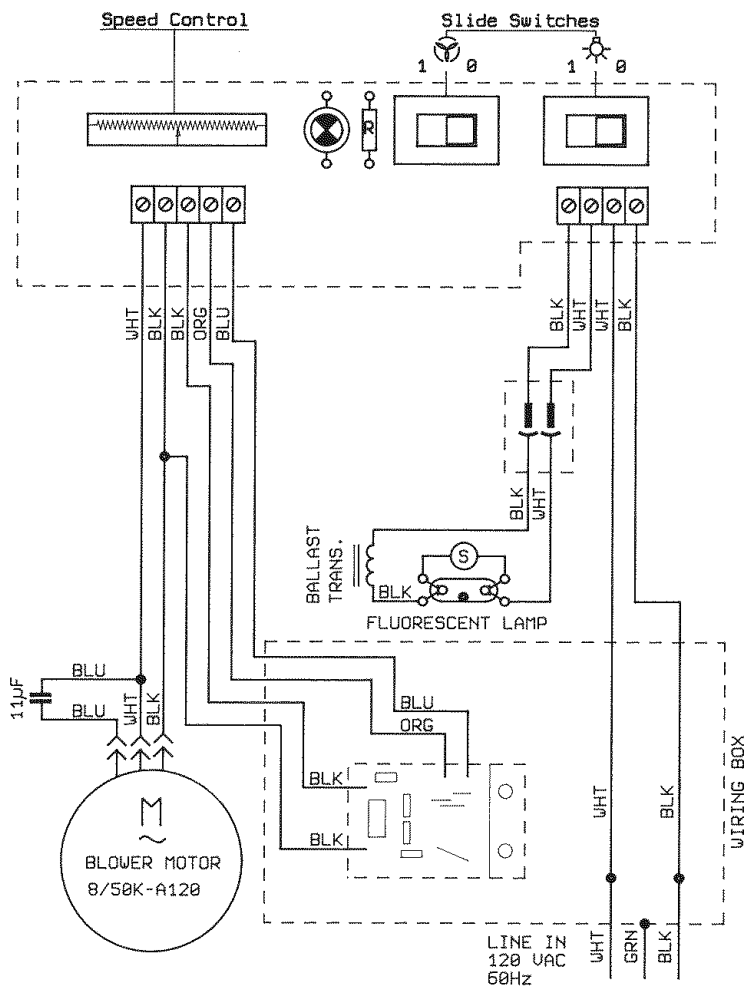 Speed Control
Slide Switches
1 0
1 0
R
WHT
BLK
BLK
ORG
BLU
BLK
WHT
WHT
BLK
BLK
WHT
BALLAST
TRANS.
S
BLK
FLUORESCENT LAMP
11µF
BLU
BLU
WHT
BLK
BLU
ORG
BLK
BLK
M
~
BLOWER MOTOR
8/50K-A120
WHT
BLK
WIRING BOX
LINE IN
120 VAC
60Hz
WHT
GRN
BLK